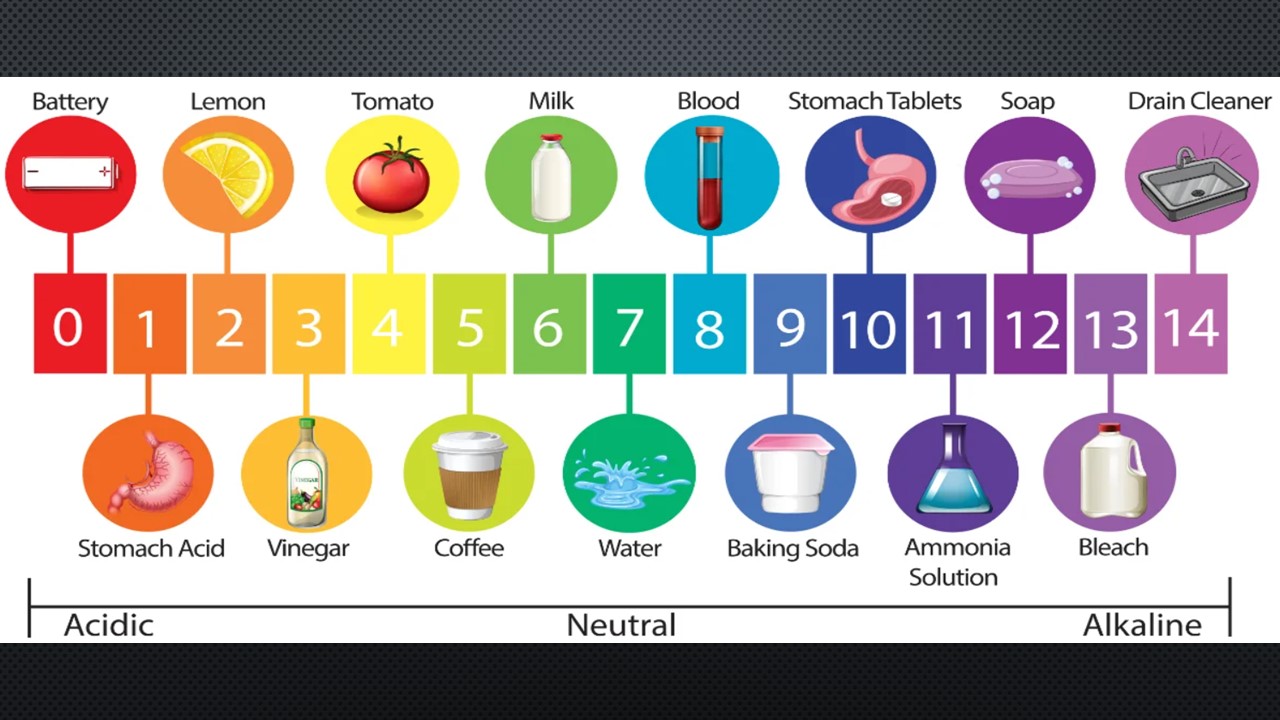 Battery Lemon Tomato Milk Blood Stomach Tablets Soap Drain Cleaner
0 1 2 3 4 5 6 7 8 9 10 11 12 13 14
VINEGAR
Stomach Acid Vinegar Coffee Water Baking Soda Ammonia Bleach
Solution
Acidic Neutral Alkaline